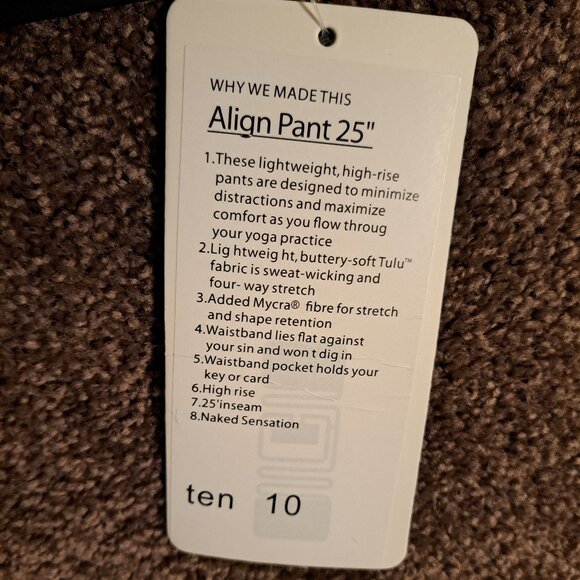 WHY WE MADE THIS
Align Pant 25"
1.These lightweight, high-rise
pants are designed to minimize
distractions and maximize
comfort as you flow throug
your yoga practice
2.Lig htweig ht, buttery-soft Tulu™
fabric is sweat-wicking and
four- way stretch
3.Added Mycra® fibre for stretch
and shape retention
4.Waistband lies flat against
your sin and won t dig in
5.Waistband pocket holds your
key or card
6.High rise
7.25'inseam
8.Naked Sensation
ten 10